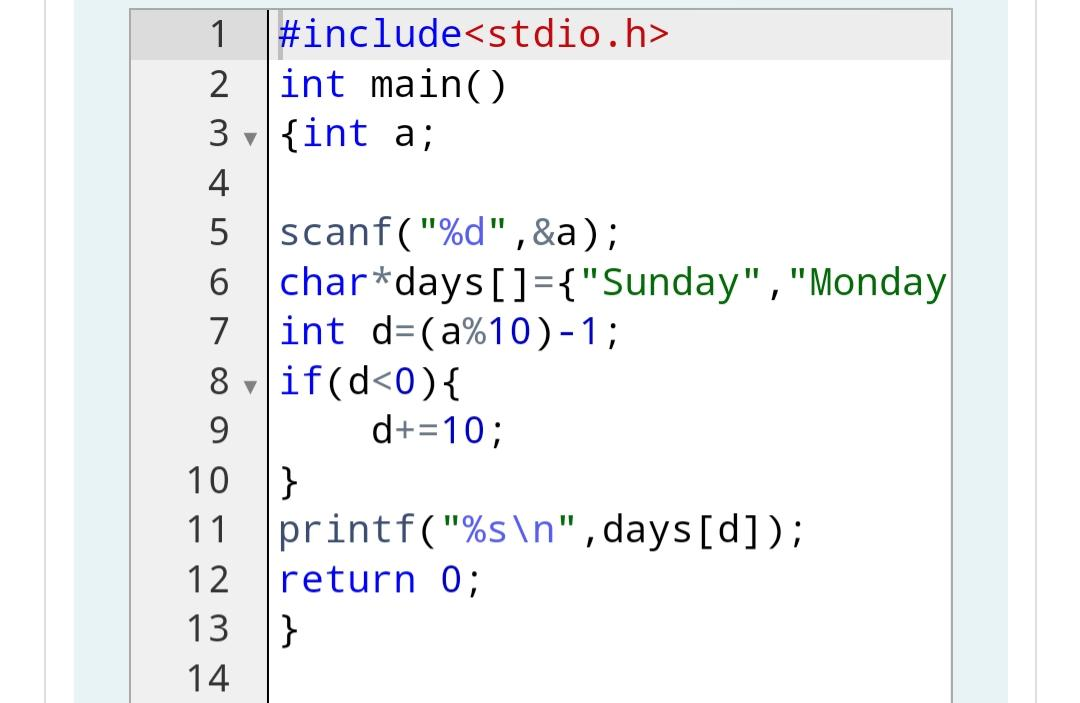 1 #include<stdio.h>
2 int main()
3 {int a;
4
5 scanf("%d",&a);
6 char*days[]={"Sunday","Monday
7 int d=(a%10)-1;
8 if(d<0){
9     d+=10;
10 }
11 printf("%s\n",days[d]);
12 return 0;
13 }
14